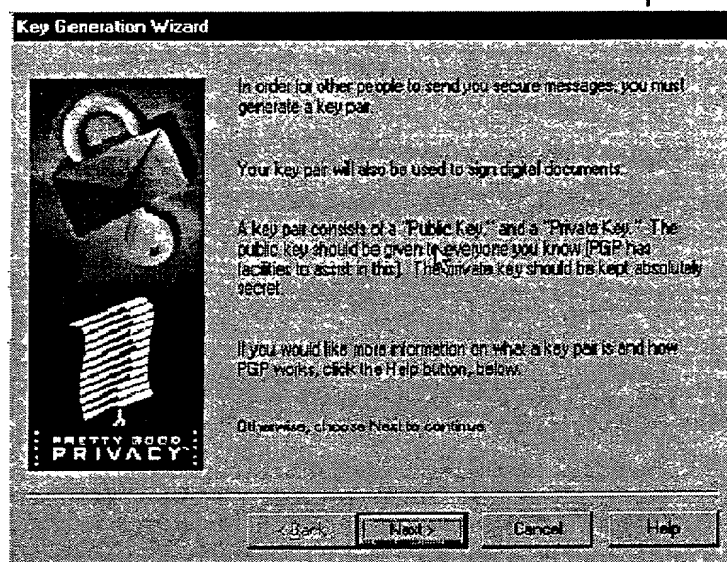 Key Generation Wizard
In order for other people to send you secure messages, you must
generate a key pair.
Your key pair will also be used to sign digital documents.
A key pair consists of a "Public Key," and a "Private Key." The
public key should be given to everyone you know (PGP has
facilities to assist in this). The private key should be kept absolutely
secret.
If you would like more information on what a key pair is and how
PGP works, click the Help button, below.
Otherwise, choose Next to continue.
PRETTY GOOD
PRIVACY
< Back
Next >
Cancel
Help